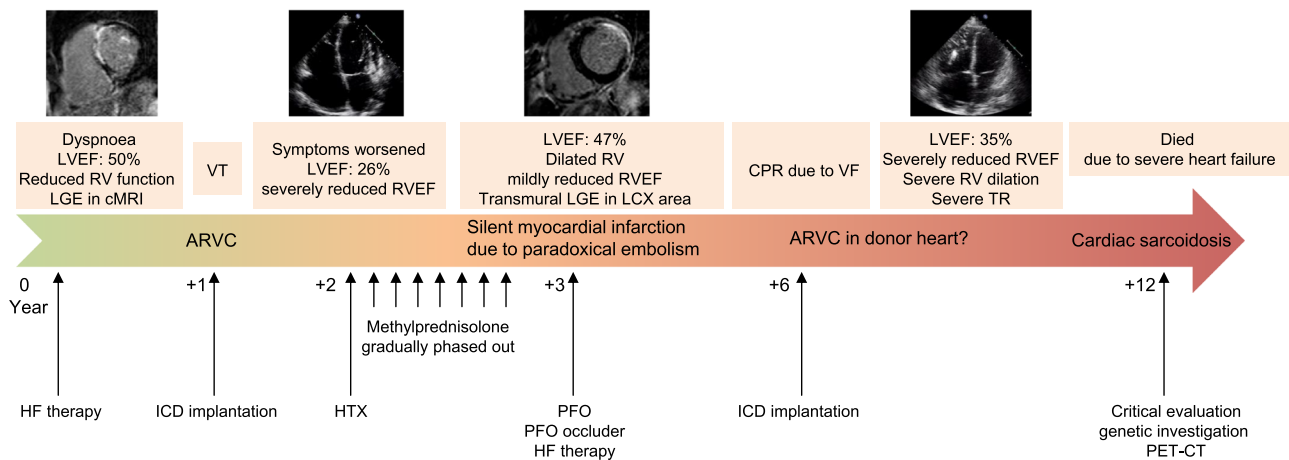 Dyspnoea
LVEF: 50%
Reduced RV function
LGE in cMRI
VT
Symptoms worsened
LVEF: 26%
severely reduced RVEF
LVEF: 47%
Dilated RV
mildly reduced RVEF
Transmural LGE in LCX area
CPR due to VF
LVEF: 35%
Severely reduced RVEF
Severe RV dilation
Severe TR
Died
due to severe heart failure
ARVC
Silent myocardial infarction
due to paradoxical embolism
ARVC in donor heart?
Cardiac sarcoidosis
0
Year
+1
+2
+3
+6
+12
Methylprednisolone
gradually phased out
HF therapy
ICD implantation
HTX
PFO
PFO occluder
HF therapy
ICD implantation
Critical evaluation
genetic investigation
PET-CT